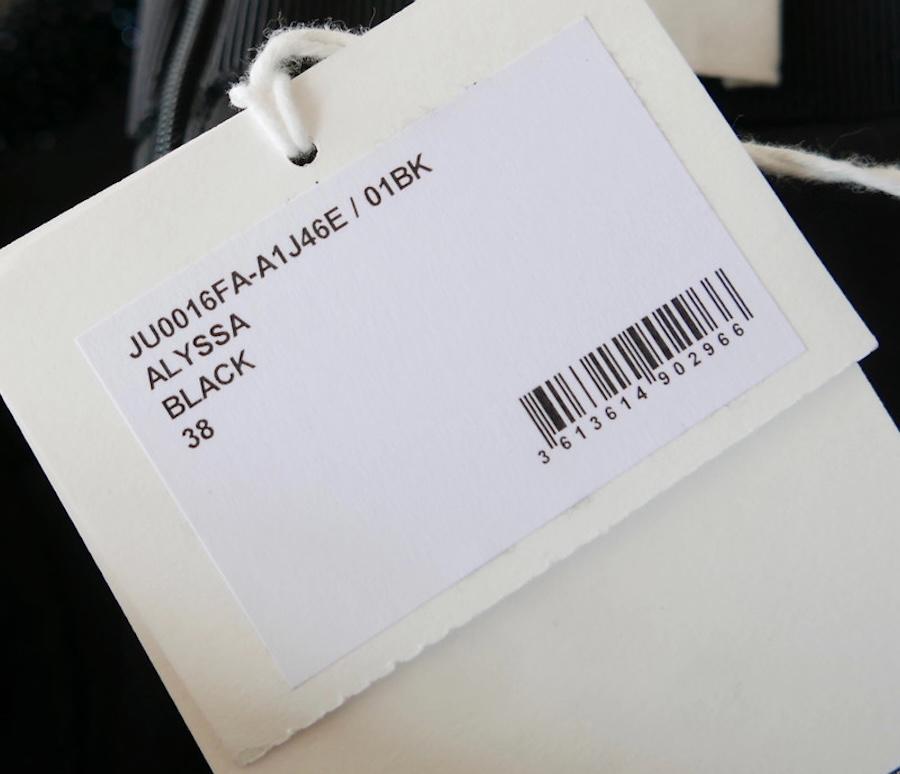 JU0016FA-A1J46E / 01BK
ALYSSA
BLACK
38
3 613614 902966